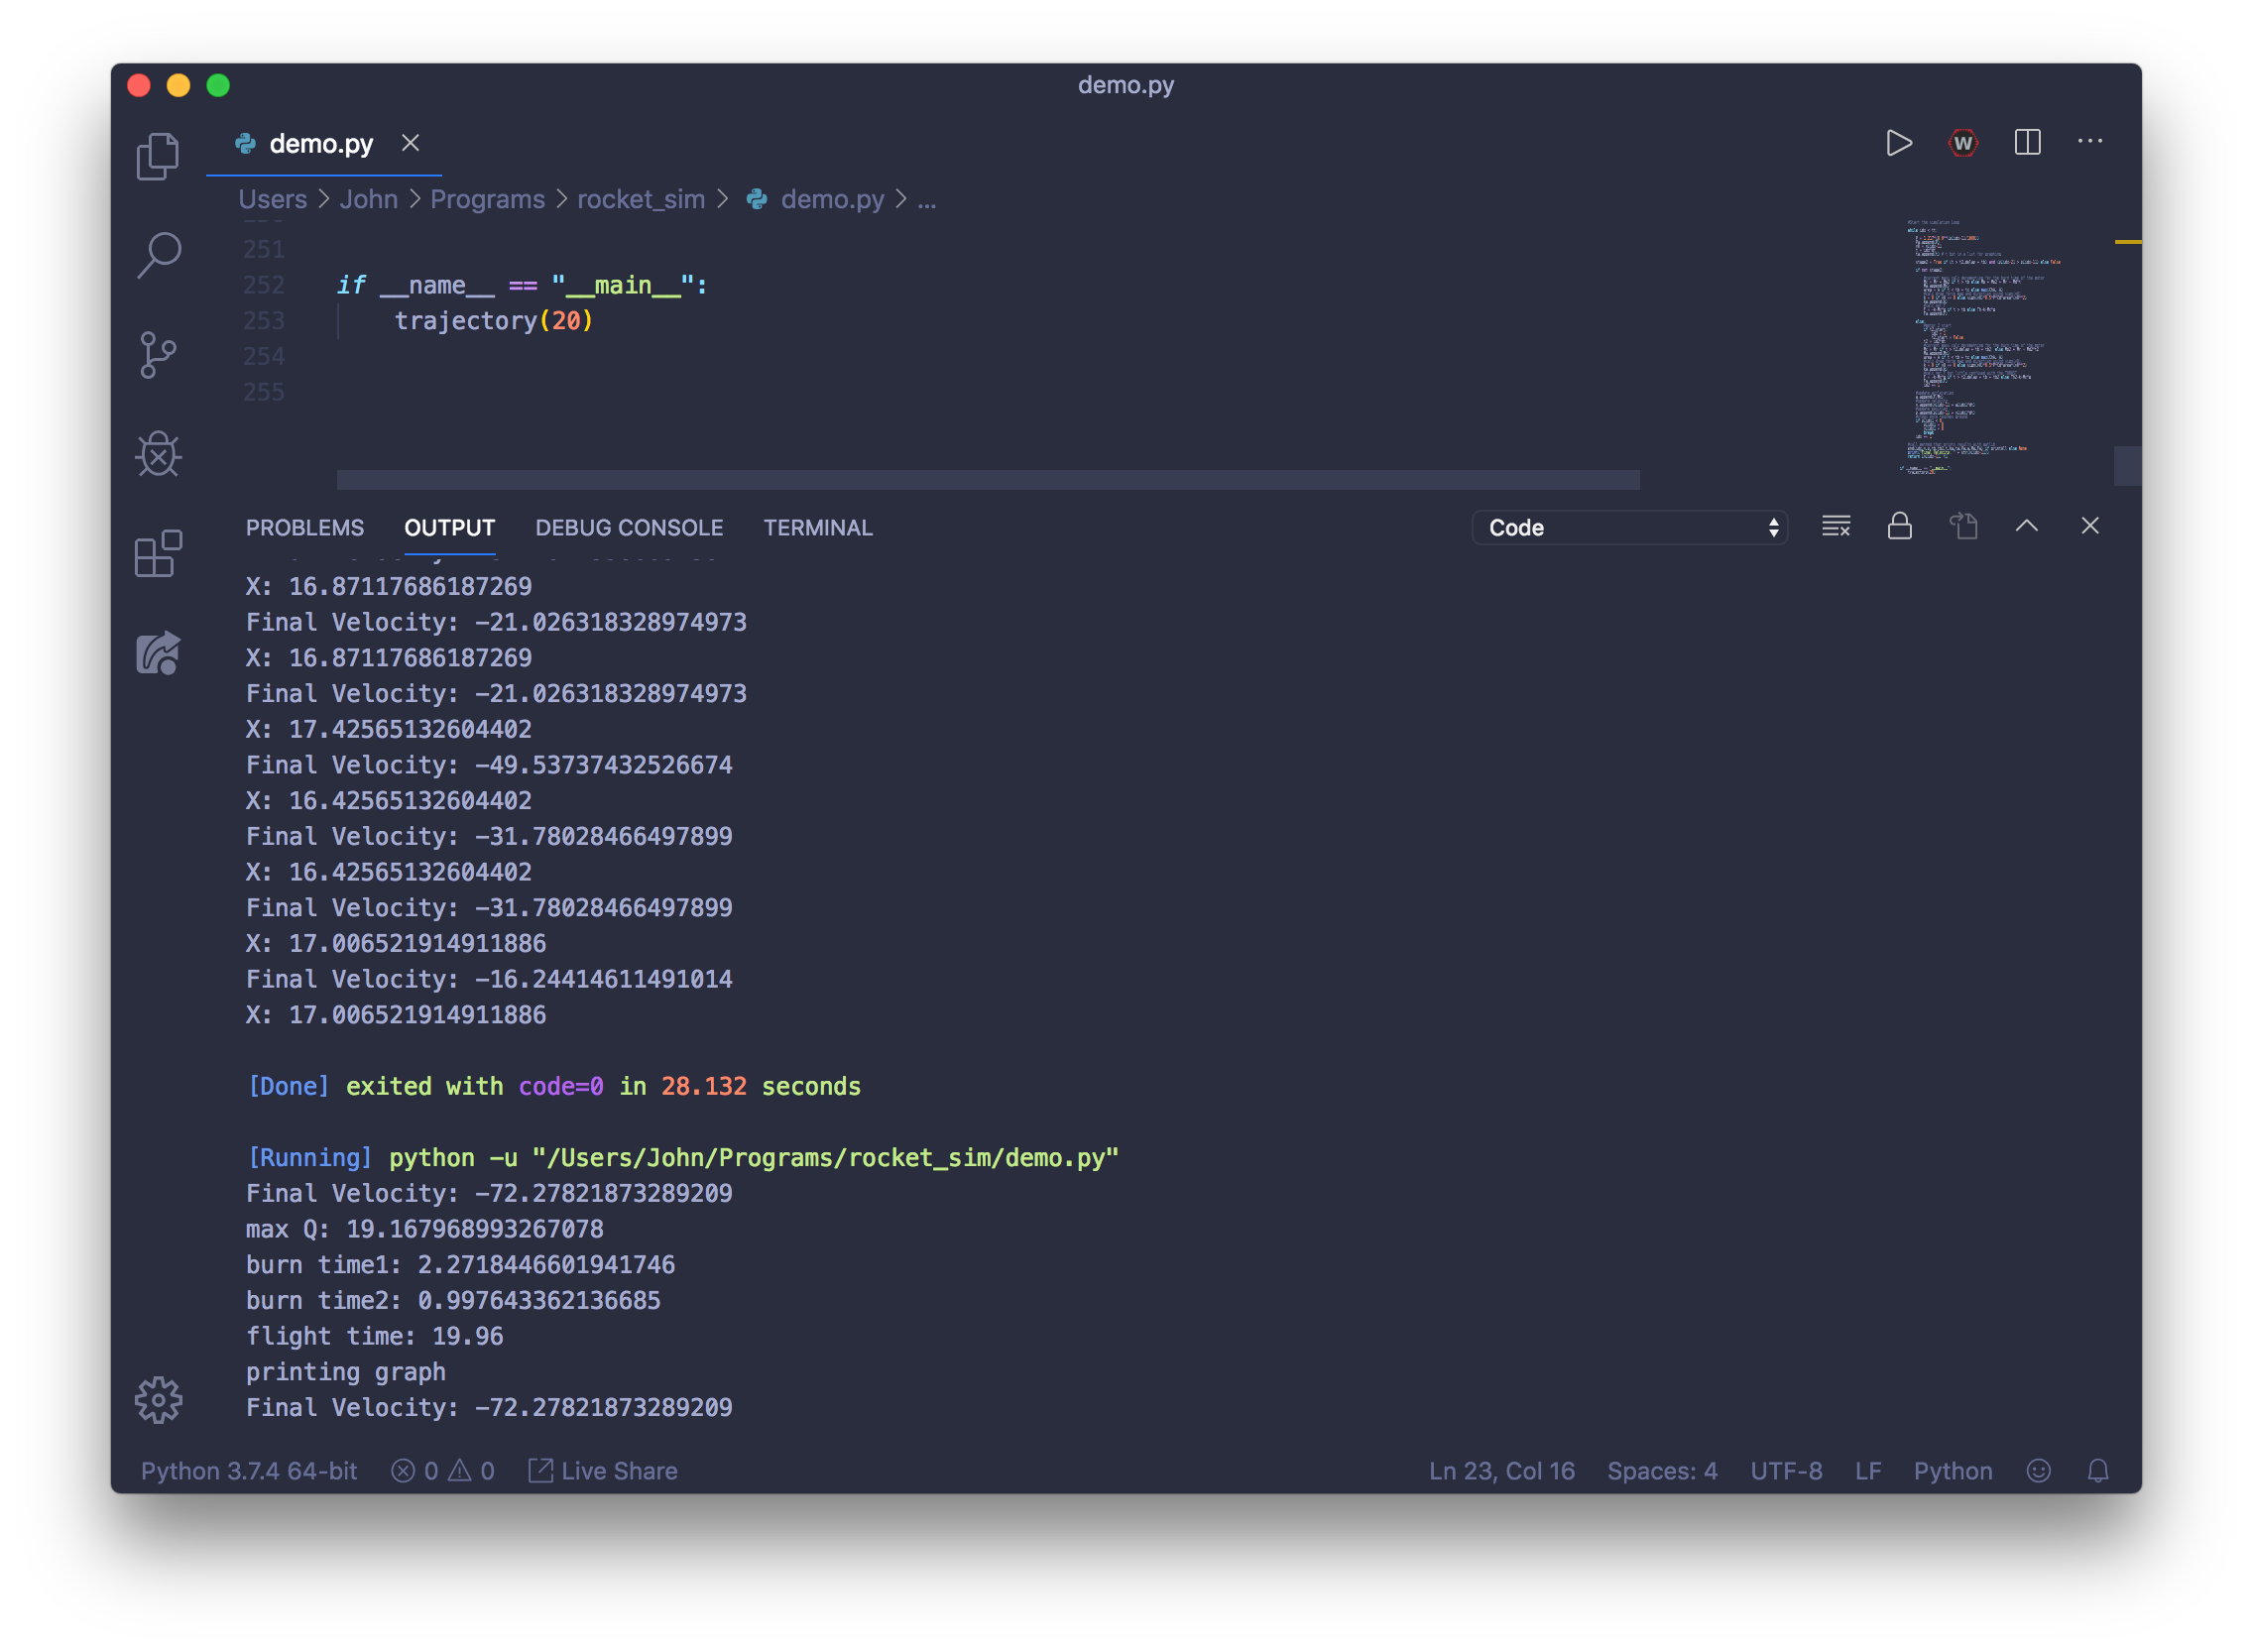 demo.py
demo.py
Users > John > Programs > rocket_sim > demo.py > ...
251
252 if __name__ == "__main__":
253 trajectory(20)
254
255
PROBLEMS OUTPUT DEBUG CONSOLE TERMINAL Code
X: 16.87117686187269
Final Velocity: -21.026318328974973
X: 16.87117686187269
Final Velocity: -21.026318328974973
X: 17.42565132604402
Final Velocity: -49.53737432526674
X: 16.42565132604402
Final Velocity: -31.78028466497899
X: 16.42565132604402
Final Velocity: -31.78028466497899
X: 17.006521914911886
Final Velocity: -16.24414611491014
X: 17.006521914911886
[Done] exited with code=0 in 28.132 seconds
[Running] python -u "/Users/John/Programs/rocket_sim/demo.py"
Final Velocity: -72.27821873289209
max Q: 19.167968993267078
burn time1: 2.2718446601941746
burn time2: 0.997643362136685
flight time: 19.96
printing graph
Final Velocity: -72.27821873289209
Python 3.7.4 64-bit 0 0 Live Share Ln 23, Col 16 Spaces: 4 UTF-8 LF Python